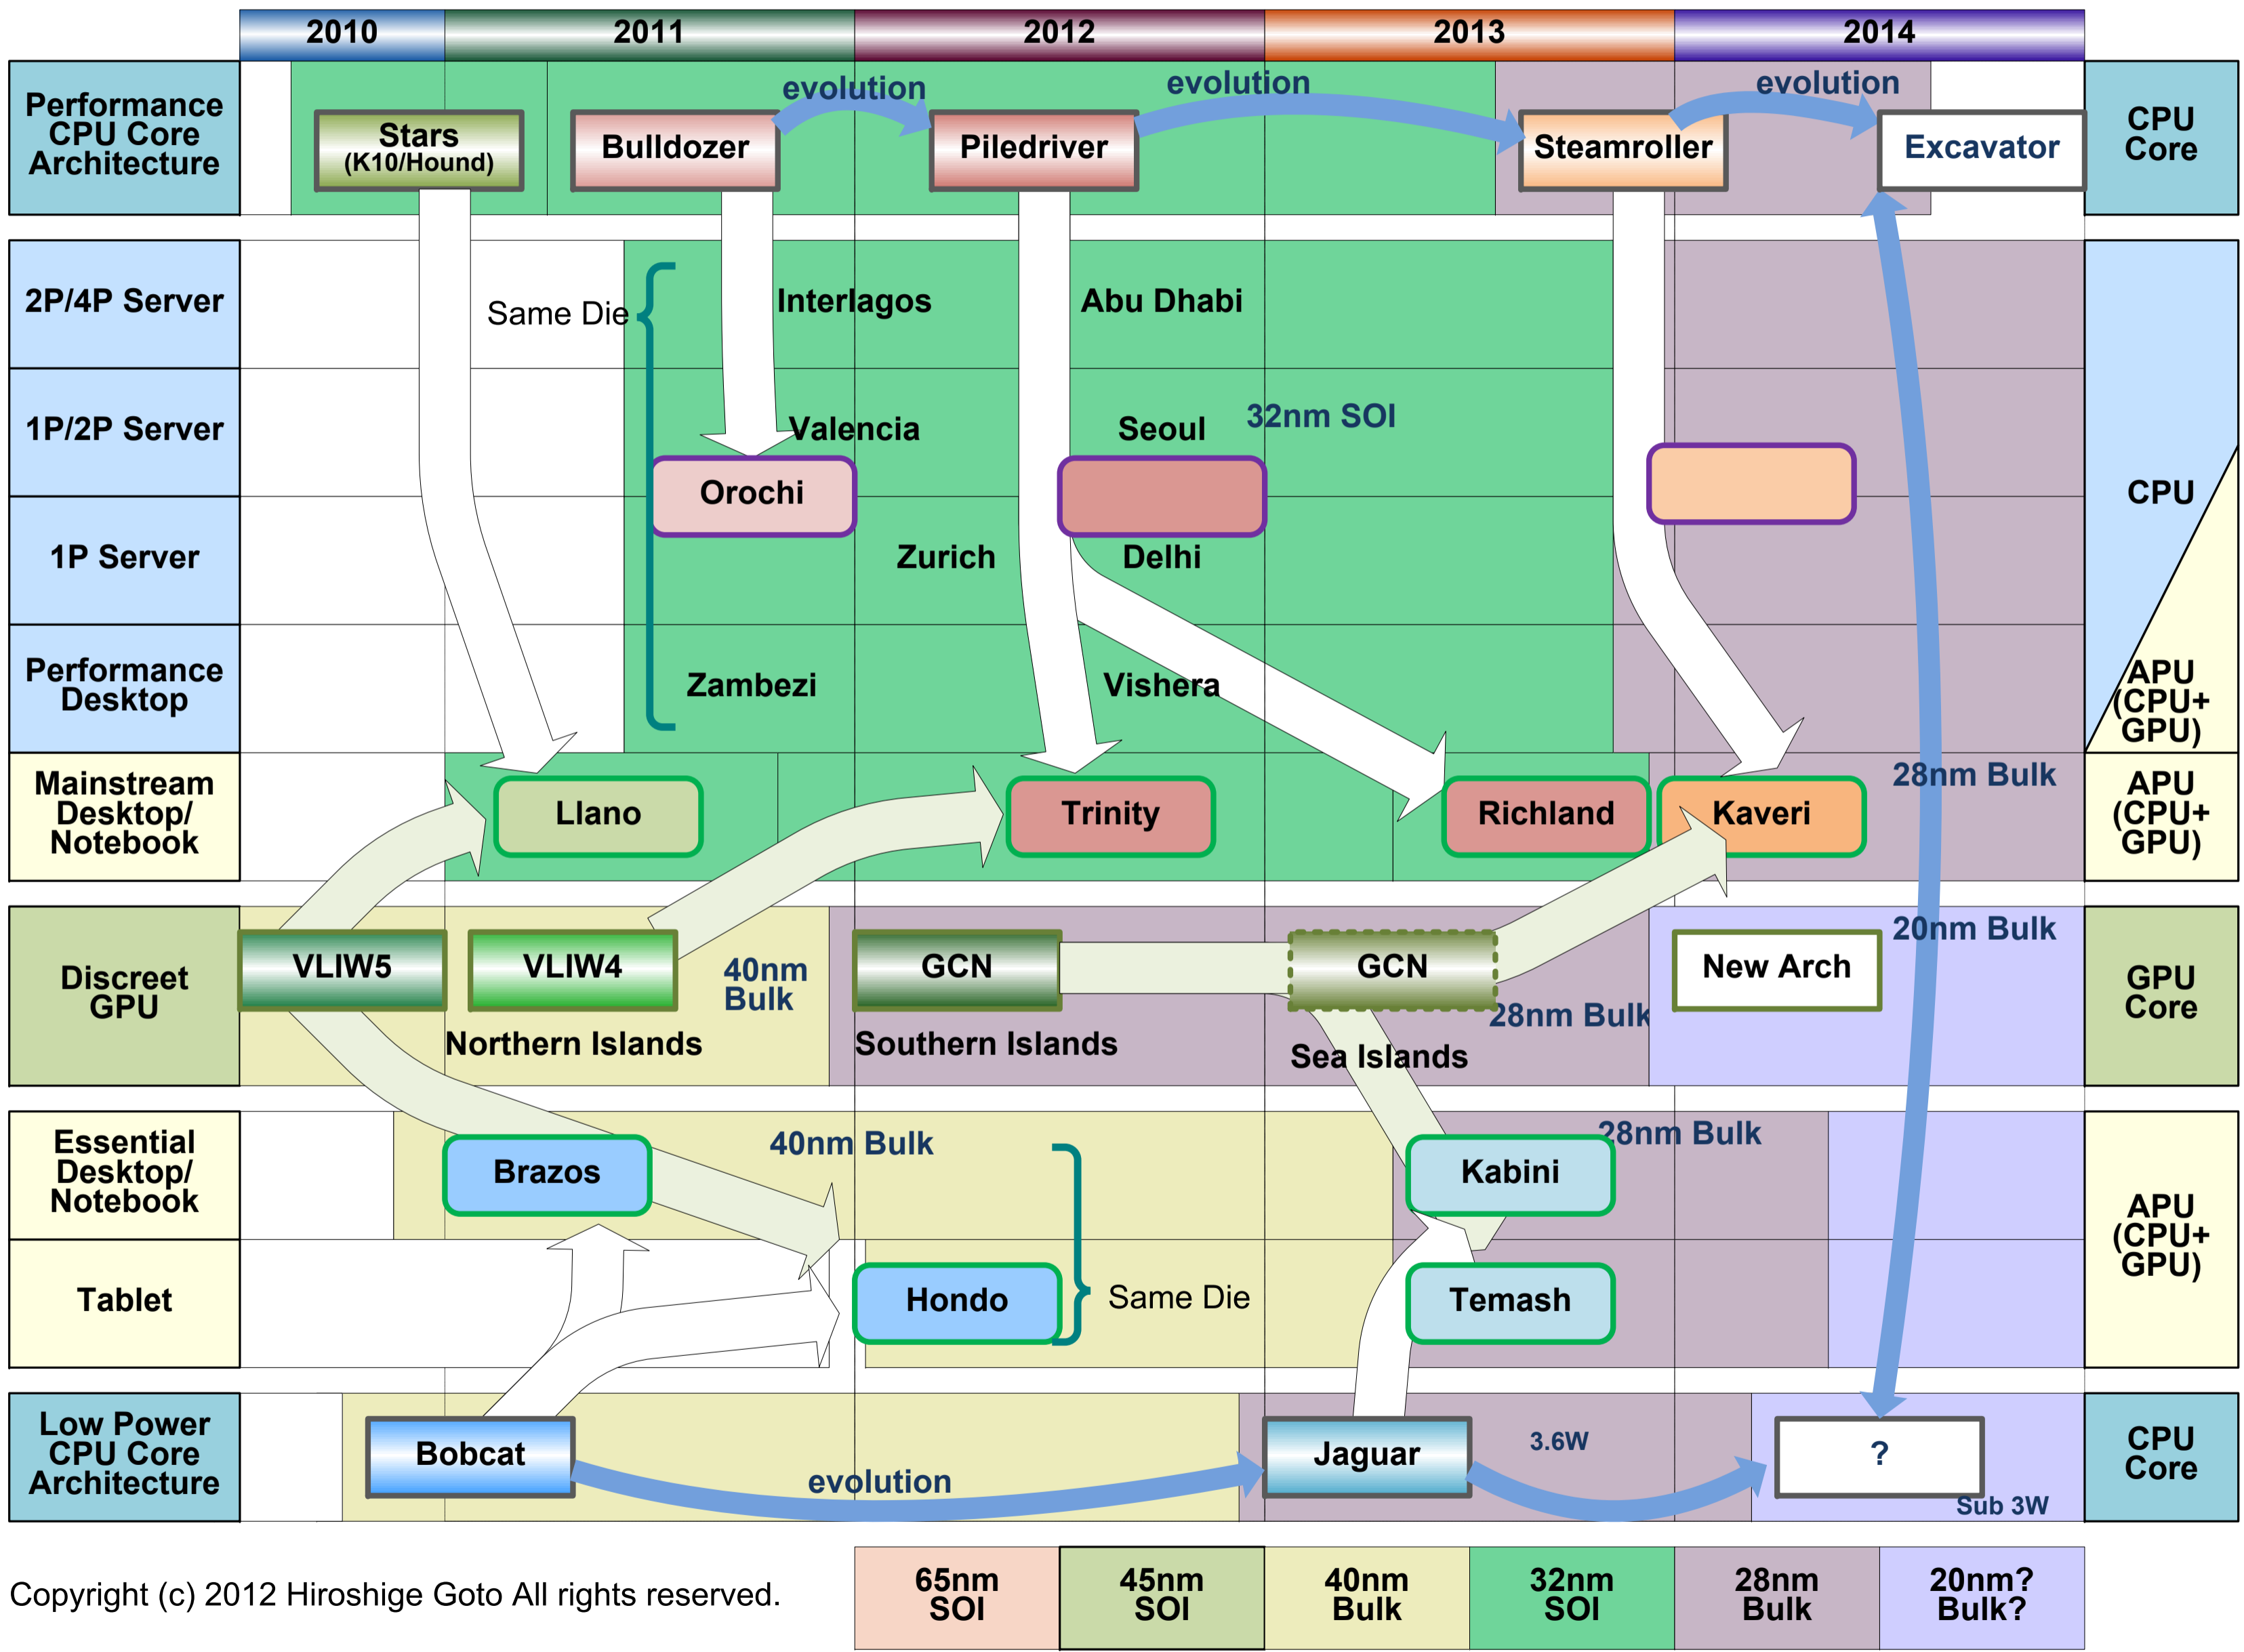 2010
2011
2012
2013
2014
Performance
CPU Core
Architecture
Stars
(K10/Hound)
Bulldozer
evolution
Piledriver
evolution
Steamroller
evolution
Excavator
CPU
Core
2P/4P Server
Same Die
Interlagos
Abu Dhabi
1P/2P Server
Valencia
Seoul
32nm SOI
Orochi
CPU
1P Server
Zurich
Delhi
Performance
Desktop
Zambezi
Vishera
APU
(CPU+
GPU)
Mainstream
Desktop/
Notebook
Llano
Trinity
Richland
Kaveri
28nm Bulk
APU
(CPU+
GPU)
Discreet
GPU
VLIW5
VLIW4
40nm
Bulk
GCN
GCN
28nm Bulk
New Arch
20nm Bulk
GPU
Core
Northern Islands
Southern Islands
Sea Islands
Essential
Desktop/
Notebook
Brazos
40nm Bulk
Kabini
28nm Bulk
APU
(CPU+
GPU)
Tablet
Hondo
Same Die
Temash
Low Power
CPU Core
Architecture
Bobcat
evolution
Jaguar
3.6W
?
Sub 3W
CPU
Core
Copyright (c) 2012 Hiroshige Goto All rights reserved.
65nm
SOI
45nm
SOI
40nm
Bulk
32nm
SOI
28nm
Bulk
20nm?
Bulk?